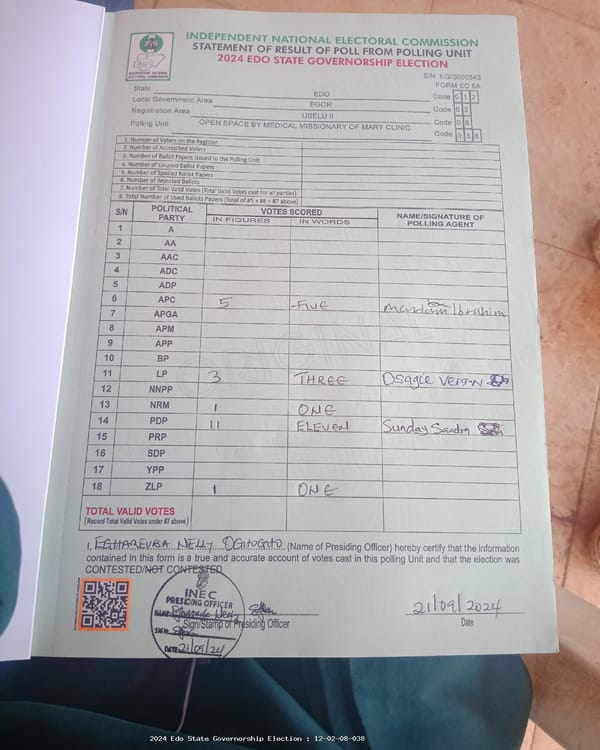 INDEPENDENT NATIONAL ELECTORAL COMMISSION
STATEMENT OF RESULT OF POLL FROM POLLING UNIT
2024 EDO STATE GOVERNORSHIP ELECTION
INDEPENDENT NATIONAL ELECTORAL COMMISSION
S/N EG/0000543
FORM EC 8A
State EDO Code 0 1 2
Local Government Area EGOR Code 0 2
Registration Area USELU II Code 0 8
Polling Unit OPEN SPACE BY MEDICAL MISSIONARY OF MARY CLINIC Code 0 3 8
1. Number of Voters on the Register
2. Number of Accredited Voters
3. Number of Ballot Papers Issued to the Polling Unit
4. Number of Unused Ballot Papers
5. Number of Spoiled Ballot Papers
6. Number of Rejected Ballots
7. Number of Total Valid Votes (Total Valid Votes cast for all parties)
8. Total Number of Used Ballots Papers (Total of #5 + #6 + #7 above)
S/N POLITICAL PARTY VOTES SCORED NAME/SIGNATURE OF POLLING AGENT
IN FIGURES IN WORDS
1 A
2 AA
3 AAC
4 ADC
5 ADP
6 APC 5 FIVE Mariam Ibrahim
7 APGA
8 APM
9 APP
10 BP
11 LP 3 THREE Osagie
12 NNPP
13 NRM 1 ONE
14 PDP 11 ELEVEN Sunday Sandra
15 PRP
16 SDP
17 YPP
18 ZLP 1 ONE
ORIGINAL
TOTAL VALID VOTES
(Record Total Valid Votes under #7 above)
I, EGHAREVBA NELLY (Name of Presiding Officer) hereby certify that the information
contained in this form is a true and accurate account of votes cast in this polling Unit and that the election was
CONTESTED/NOT CONTESTED
INEC
PRESIDING OFFICER
NAME:
Sign/Stamp of Presiding Officer
SIGN:
DATE: 21/09/24
21/09/2024
Date
2024 Edo State Governorship Election : 12-02-08-038